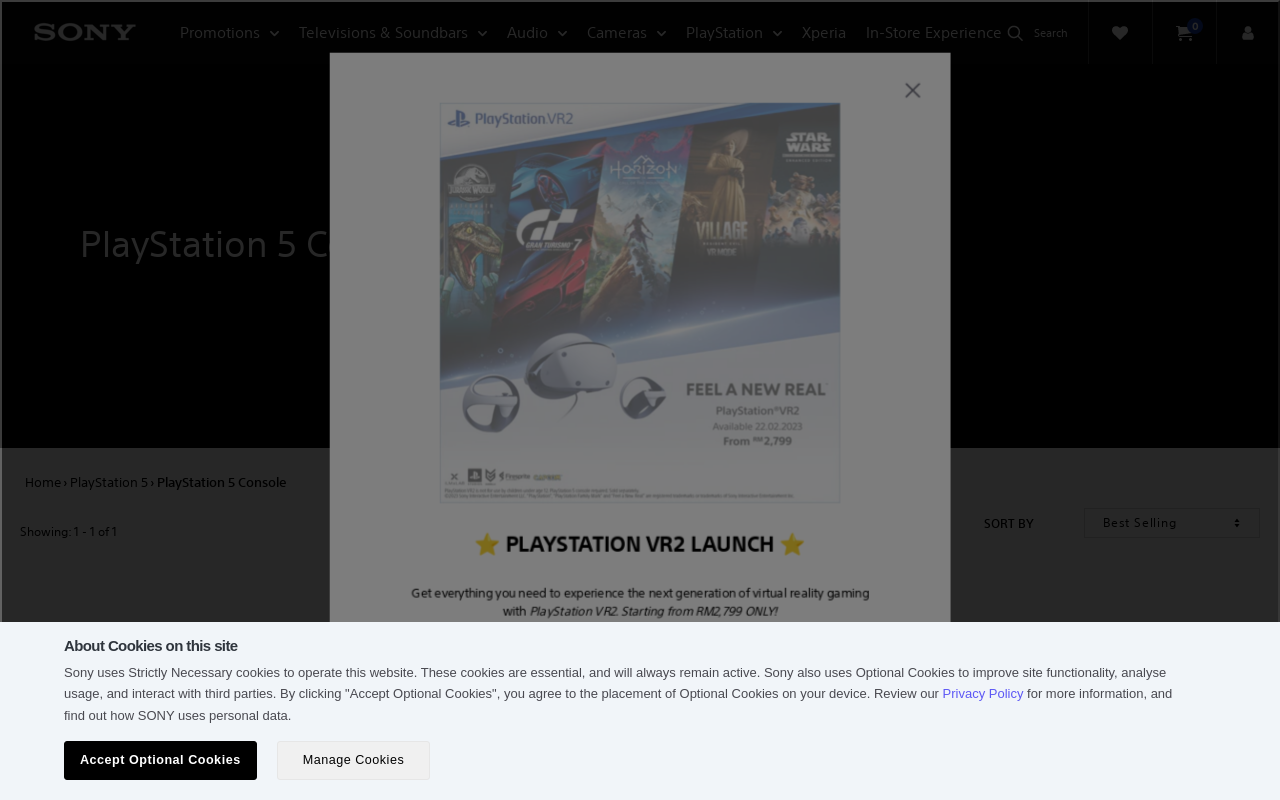 SONY
Promotions
Televisions & Soundbars
Audio
Cameras
PlayStation
Xperia
In-Store Experience
Search
0
PlayStation 5 Co
PlayStation VR2
JURASSIC WORLD
GT
GRAN TURISMO 7
HORIZON
VILLAGE
VR MODE
STAR WARS
FEEL A NEW REAL™
PlayStation®VR2
Available 22.02.2023
From RM2,799
Home › PlayStation 5 › PlayStation 5 Console
Showing: 1 - 1 of 1
SORT BY
Best Selling
⭐ PLAYSTATION VR2 LAUNCH ⭐
Get everything you need to experience the next generation of virtual reality gaming
with PlayStation VR2. Starting from RM2,799 ONLY!
About Cookies on this site
Sony uses Strictly Necessary cookies to operate this website. These cookies are essential, and will always remain active. Sony also uses Optional Cookies to improve site functionality, analyse
usage, and interact with third parties. By clicking "Accept Optional Cookies", you agree to the placement of Optional Cookies on your device. Review our Privacy Policy for more information, and
find out how SONY uses personal data.
Accept Optional Cookies
Manage Cookies